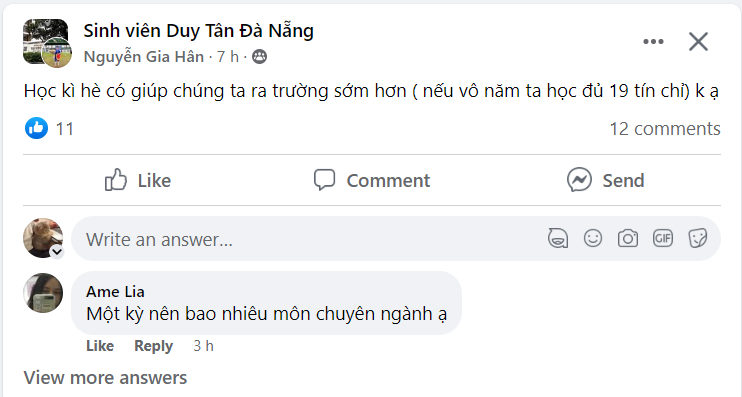 Sinh viên Duy Tân Đà Nẵng
Nguyễn Gia Hân · 7 h ·
Học kì hè có giúp chúng ta ra trường sớm hơn ( nếu vô năm ta học đủ 19 tín chỉ) k ạ
11
12 comments
Like
Comment
Send
Write an answer...
GIF
Ame Lia
Một kỳ nên bao nhiêu môn chuyên ngành ạ
Like Reply 3 h
View more answers